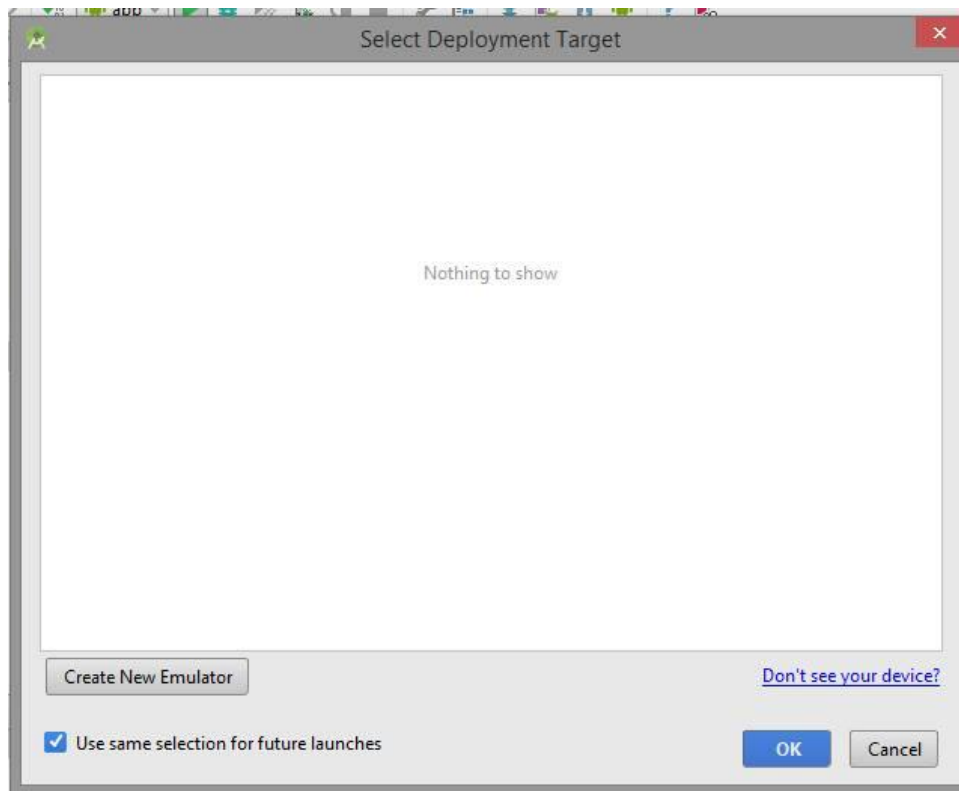 app
Select Deployment Target
Nothing to show
Create New Emulator
Don't see your device?
Use same selection for future launches
OK
Cancel